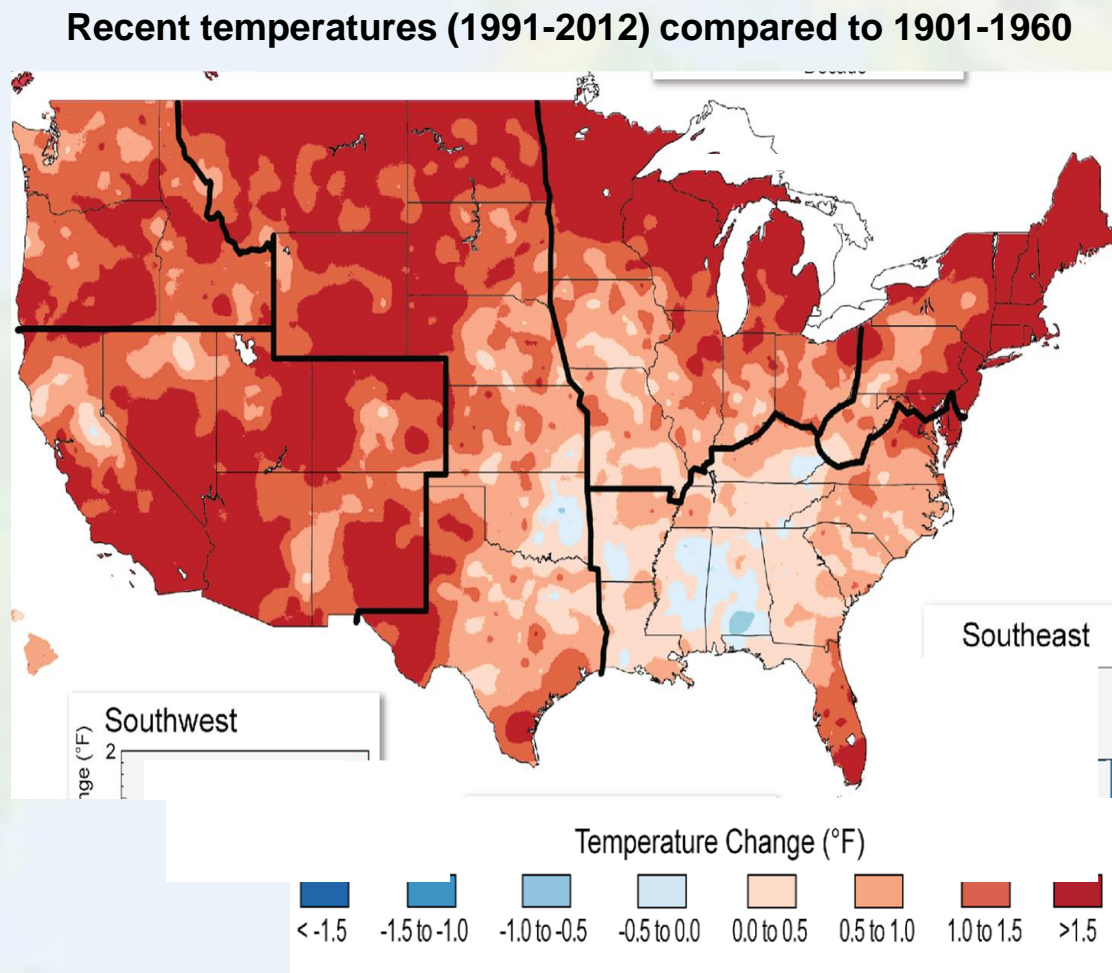 Recent temperatures (1991-2012) compared to 1901-1960
Decade
Southeast
Southwest
2
nge (°F)
Temperature Change (°F)
< -1.5
-1.5 to -1.0
-1.0 to -0.5
-0.5 to 0.0
0.0 to 0.5
0.5 to 1.0
1.0 to 1.5
>1.5